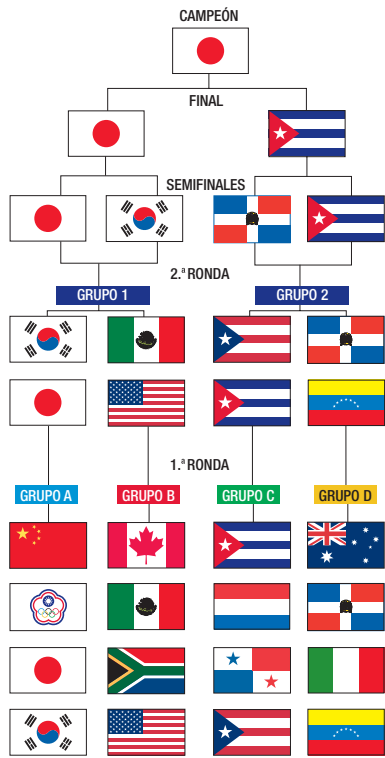 CAMPEÓN
FINAL
SEMIFINALES
2.ª RONDA
GRUPO 1
GRUPO 2
1.ª RONDA
GRUPO A
GRUPO B
GRUPO C
GRUPO D